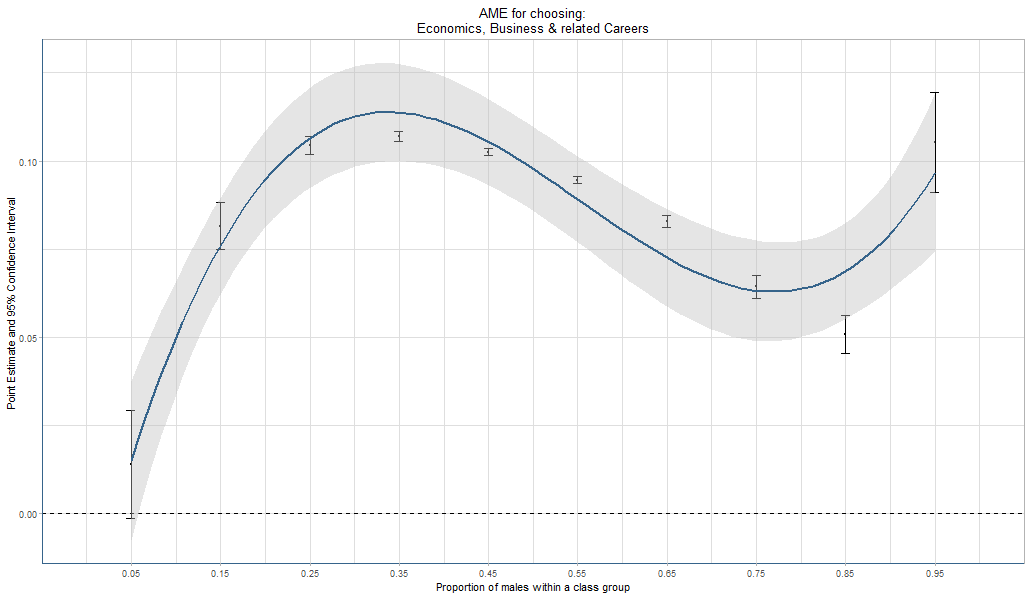 AME for choosing:
Economics, Business & related Careers
Point Estimate and 95% Confidence Interval
0.10
0.05
0.00
0.05 0.15 0.25 0.35 0.45 0.55 0.65 0.75 0.85 0.95
Proportion of males within a class group